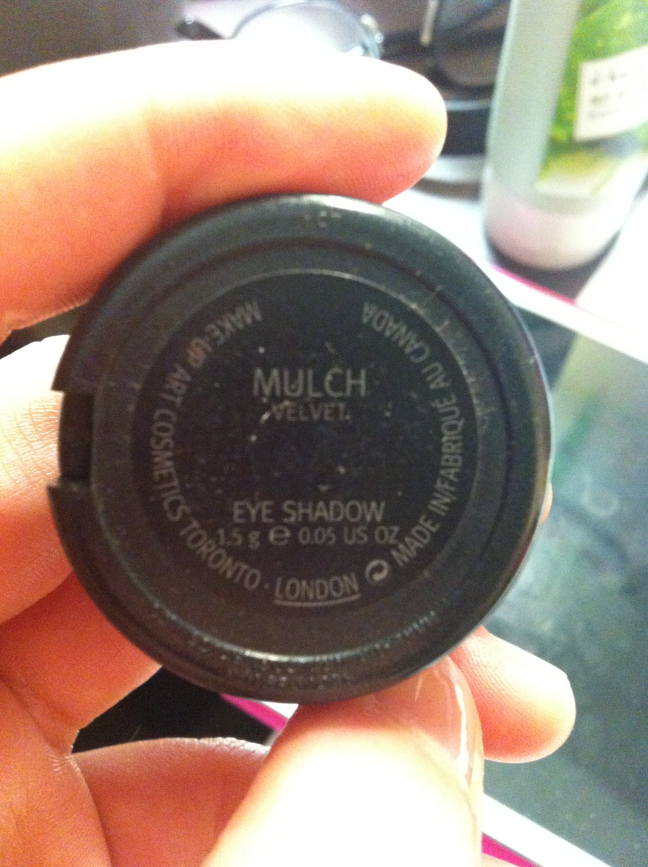 MULCH
VELVET
EYE SHADOW
1.5 g ℮ 0.05 US OZ
MAKE-UP ART COSMETICS TORONTO · LONDON
MADE IN/FABRIQUÉ AU CANADA